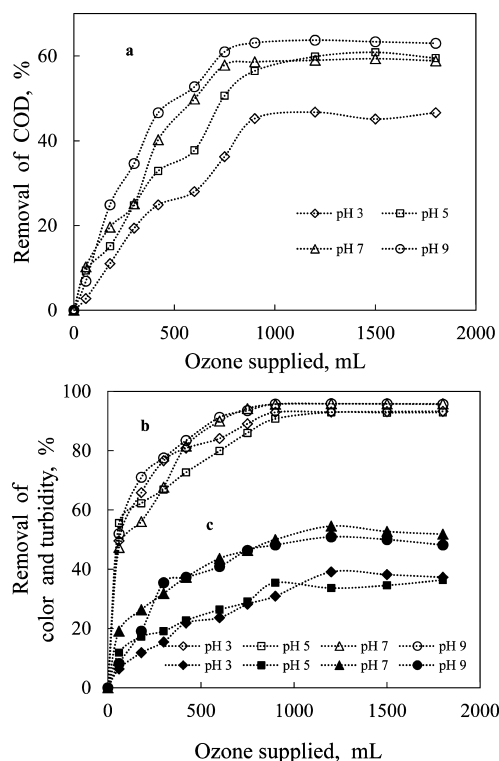 a
60
40
20
0
Removal of COD, %
pH 3 pH 5
pH 7 pH 9
0 500 1000 1500 2000
Ozone supplied, mL
100
80
60
40
20
0
Removal of
color and turbidity, %
b
c
pH 3 pH 5 pH 7 pH 9
pH 3 pH 5 pH 7 pH 9
0 500 1000 1500 2000
Ozone supplied, mL